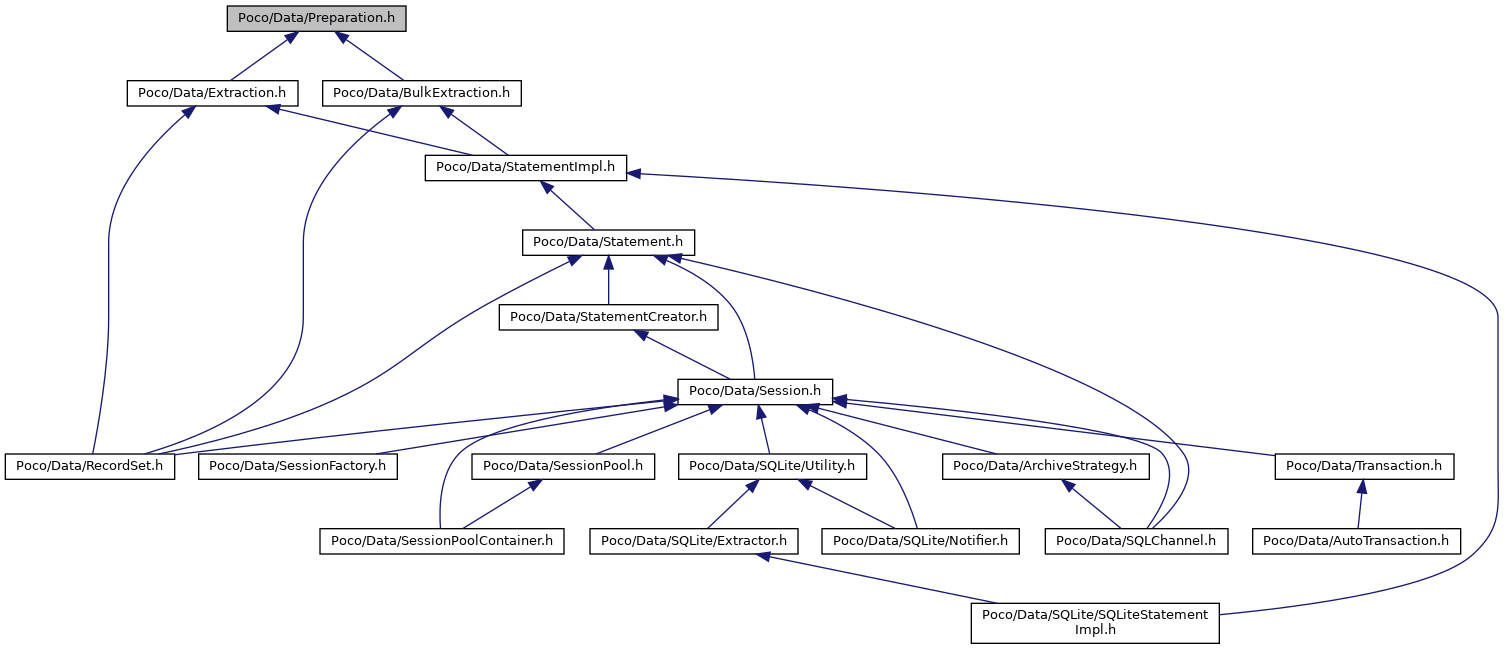 Poco/Data/Preparation.h
Poco/Data/Extraction.h
Poco/Data/BulkExtraction.h
Poco/Data/StatementImpl.h
Poco/Data/Statement.h
Poco/Data/StatementCreator.h
Poco/Data/Session.h
Poco/Data/RecordSet.h
Poco/Data/SessionFactory.h
Poco/Data/SessionPool.h
Poco/Data/SQLite/Utility.h
Poco/Data/ArchiveStrategy.h
Poco/Data/Transaction.h
Poco/Data/SessionPoolContainer.h
Poco/Data/SQLite/Extractor.h
Poco/Data/SQLite/Notifier.h
Poco/Data/SQLChannel.h
Poco/Data/AutoTransaction.h
Poco/Data/SQLite/SQLiteStatement
Impl.h